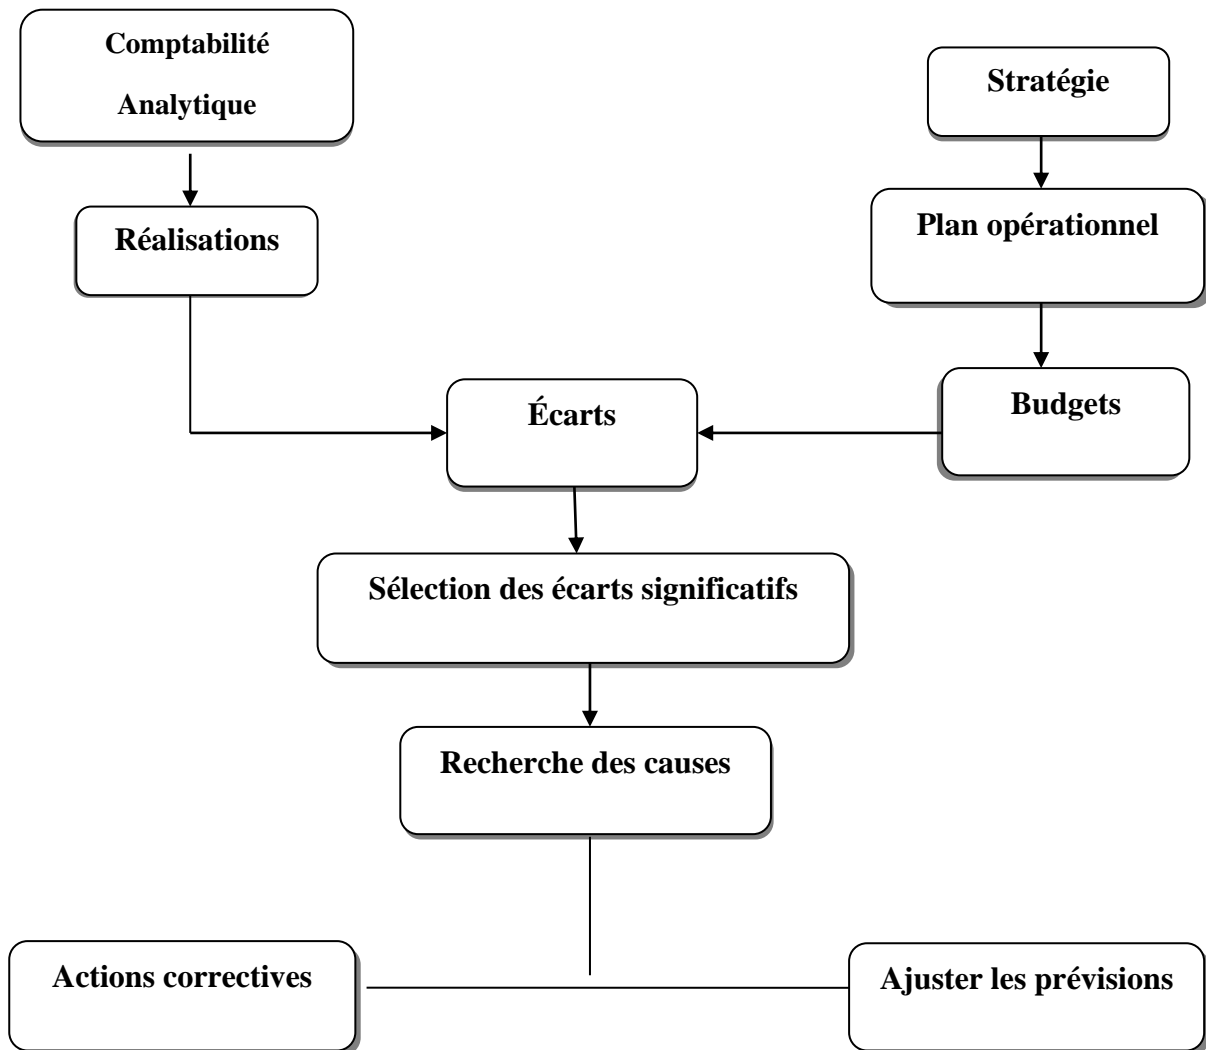 Comptabilité
Analytique
Stratégie
Réalisations
Plan opérationnel
Écarts
Budgets
Sélection des écarts significatifs
Recherche des causes
Actions correctives
Ajuster les prévisions